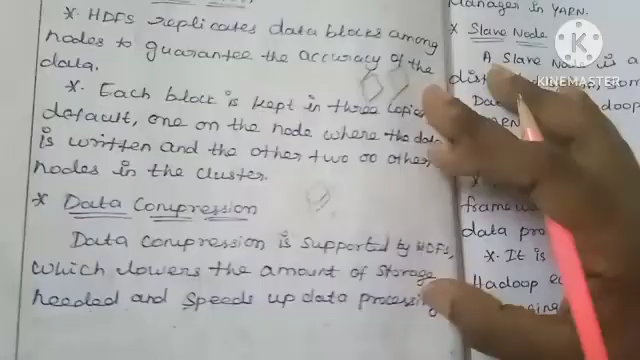 * HDFS replicates data blocks among
nodes to guarantee the accuracy of the
data.
* Each block is kept in three copies
default, one on the node where the data
is written and the other two on other
nodes in the cluster.
* Data Compression
Data compression is supported by HDFS,
which lowers the amount of storage
needed and speeds up data processing
Manager in YARN.
* Slave Node
A Slave Node is a
data pro
* It is
Hadoop
K
KINEMASTER